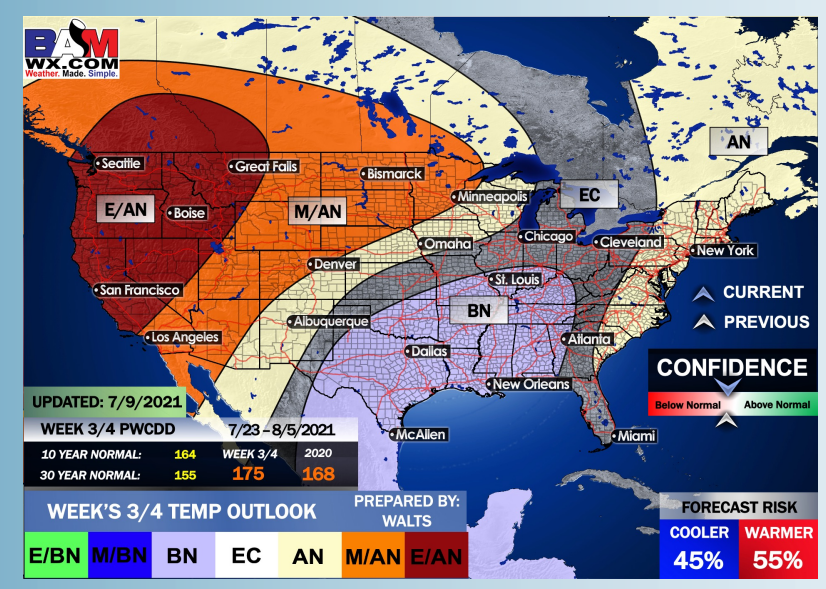 BAM
WX.COM
Weather. Made. Simple.
AN
EC
Seattle
Great Falls
Bismarck
E/AN
Boise
M/AN
Minneapolis
Omaha
Chicago
Cleveland
New York
Denver
San Francisco
St. Louis
CURRENT
BN
Albuquerque
PREVIOUS
Los Angeles
Atlanta
Dallas
CONFIDENCE
New Orleans
Below Normal
Above Normal
UPDATED: 7/9/2021
McAllen
Miami
WEEK 3/4 PWCDD 7/23 - 8/5/2021
10 YEAR NORMAL: 164 WEEK 3/4 2020
30 YEAR NORMAL: 155 175 168
WEEK'S 3/4 TEMP OUTLOOK
PREPARED BY:
WALTS
FORECAST RISK
COOLER WARMER
45% 55%
E/BN M/BN BN EC AN M/AN E/AN